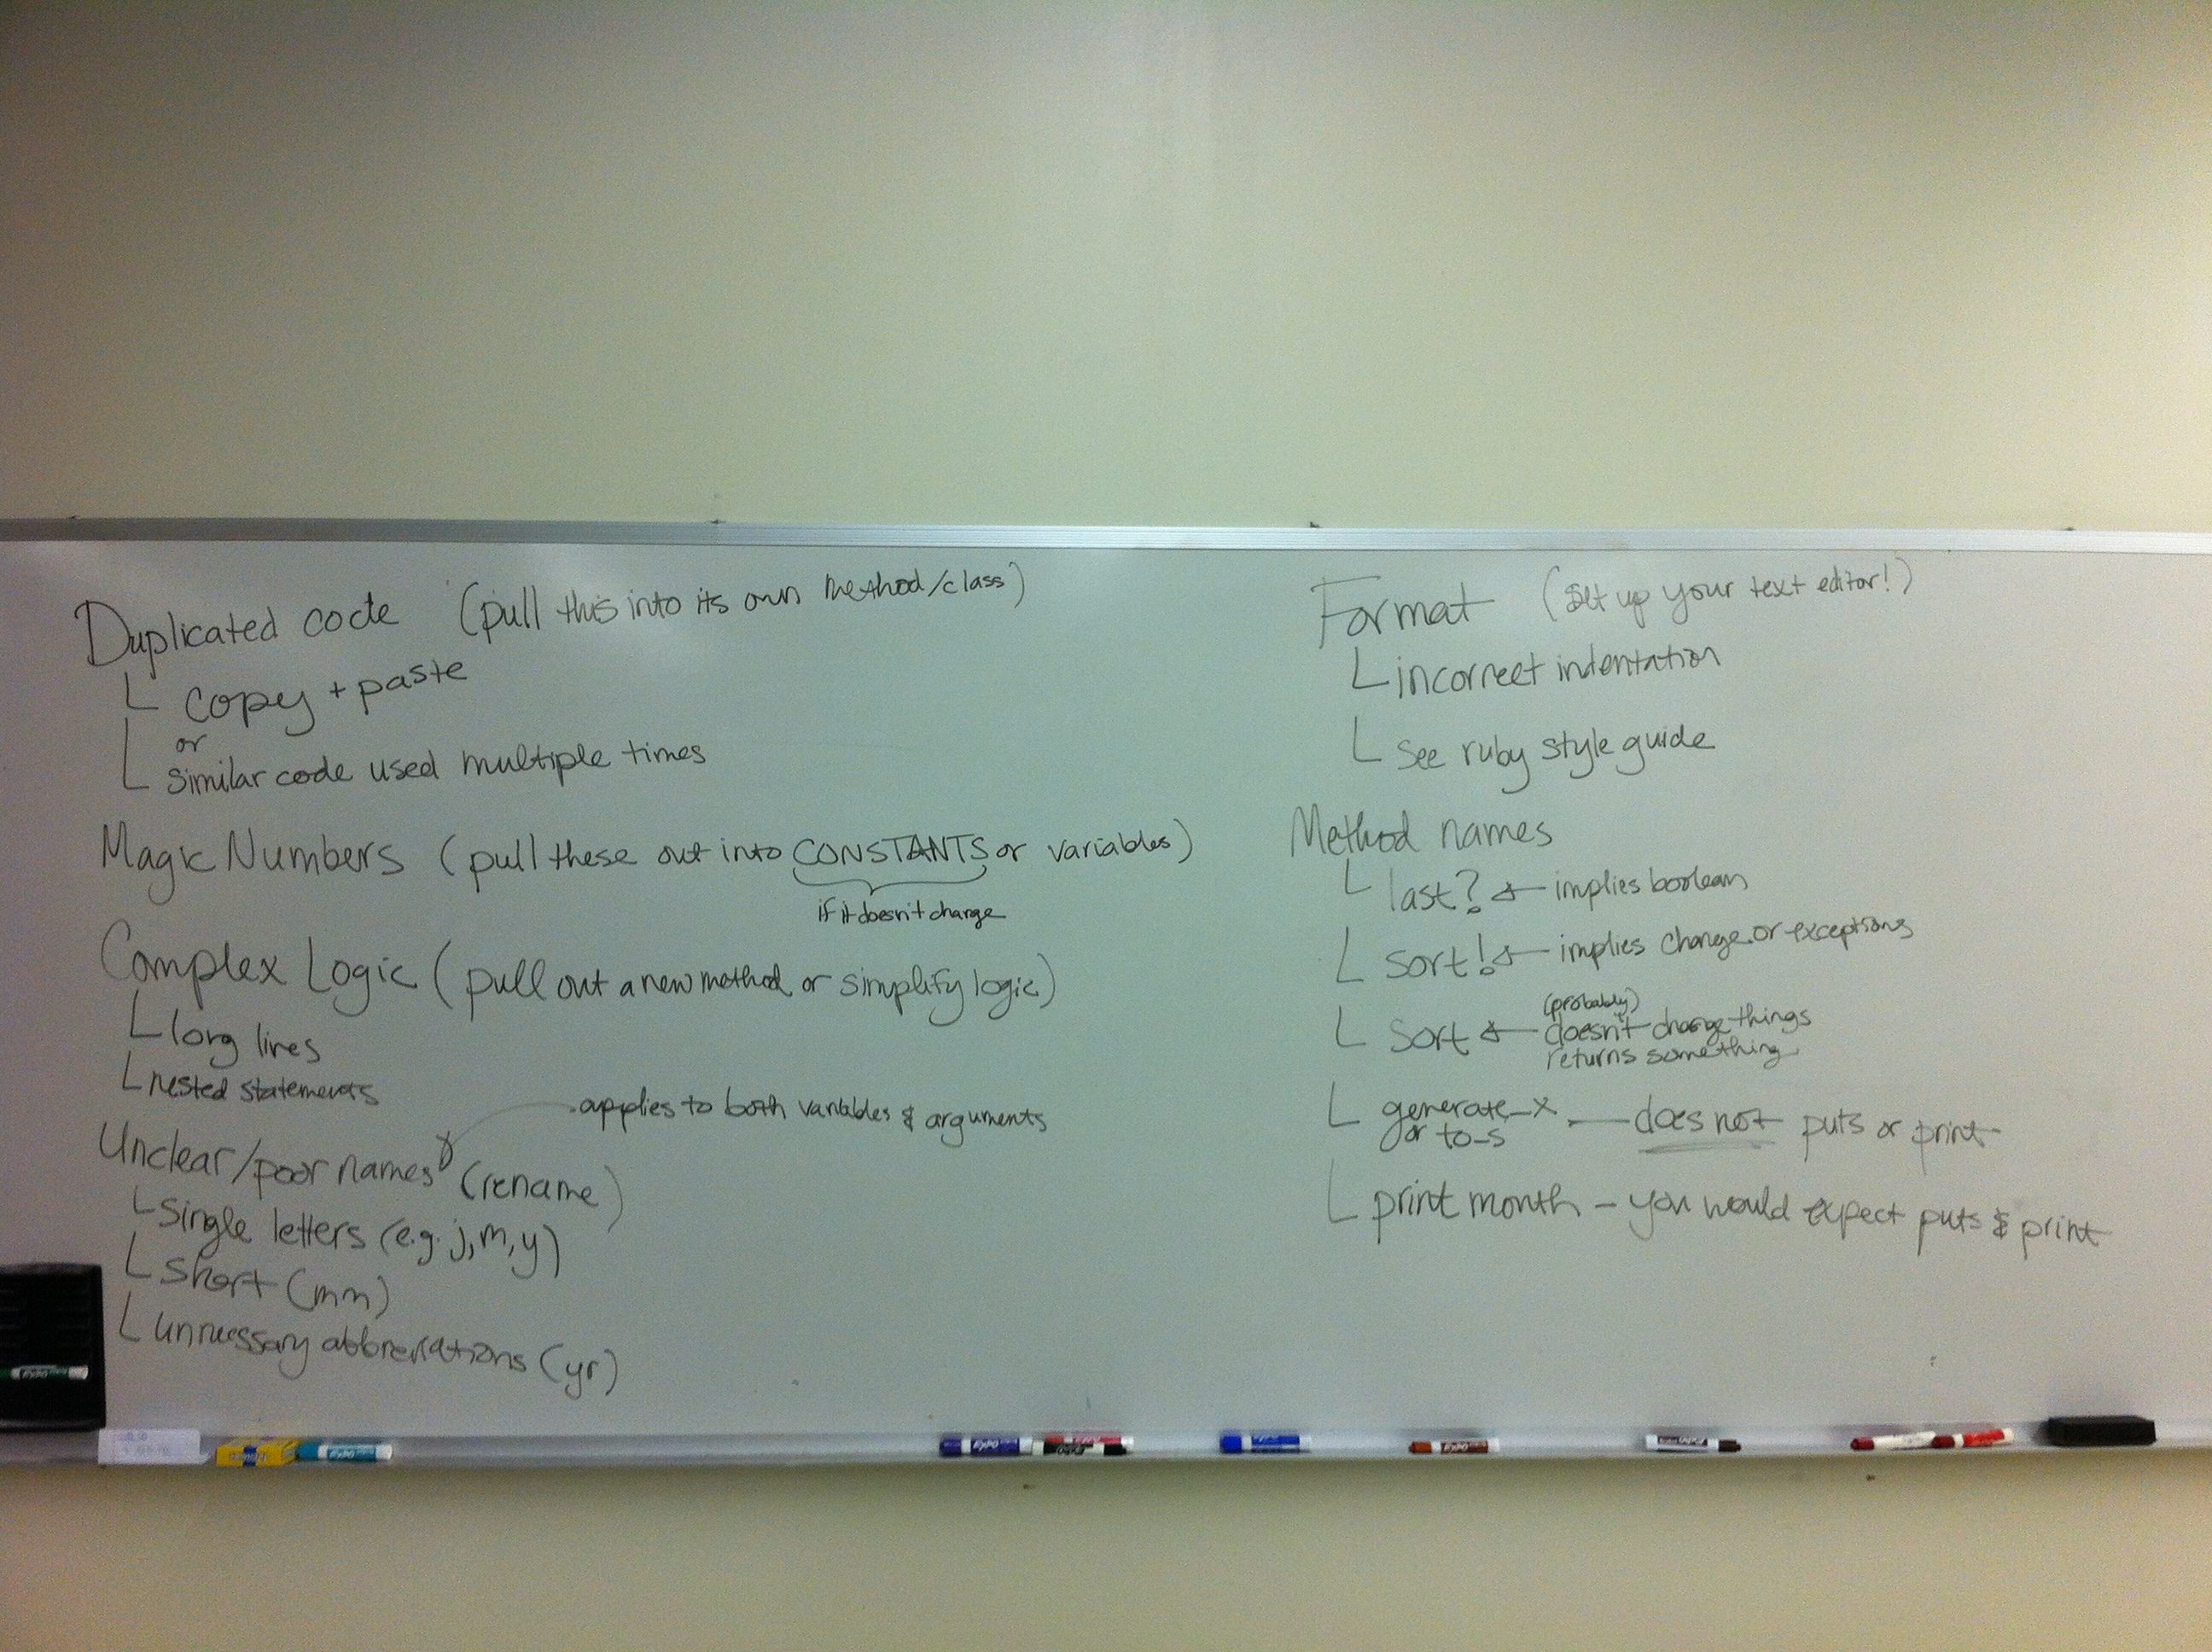 Duplicated code (pull this into its own method/class)
copy + paste
or
similar code used multiple times
Magic Numbers (pull these out into CONSTANTS or variables)
if it doesn't change
Complex Logic (pull out a new method or simplify logic)
long lines
nested statements
applies to both variables & arguments
Unclear/poor names (rename)
single letters (e.g. j, m, y)
short (mm)
unnessary abbreviations (yr)
Format (set up your text editor!)
incorrect indentation
see ruby style guide
Method names
last? implies boolean
sort! implies change or exceptions
(probably)
sort doesn't change things
returns something
generate_x — does not puts or print
or to_s
print month – you would expect puts & print
EXPO
EXPO
EXPO
EXPO